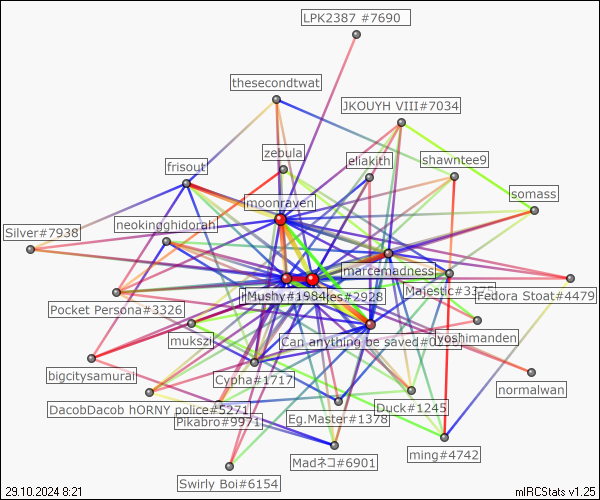 LPK2387 #7690
thesecondtwat
JKOUYH VIII#7034
zebula
eliakith
shawntee9
frisout
somass
moonraven
neokingghidorah
Silver#7938
marcemadness
Mushy#1984
es#2928
Majestic#3375
Fedora Stoat#4479
Pocket Persona#3326
mukszi
Can anything be saved#0
yoshimanden
bigcitysamurai
Cypha#1717
normalwan
DacobDacob hORNY police#5271
Pikabro#9971
Eg.Master#1378
Duck#1245
Madネコ#6901
ming#4742
Swirly Boi#6154
29.10.2024 8:21
mIRCStats v1.25